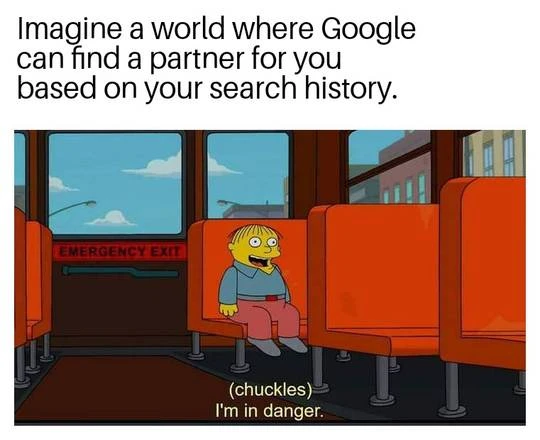 Imagine a world where Google
can find a partner for you
based on your search history.
EMERGENCY EXIT
(chuckles)
I'm in danger.